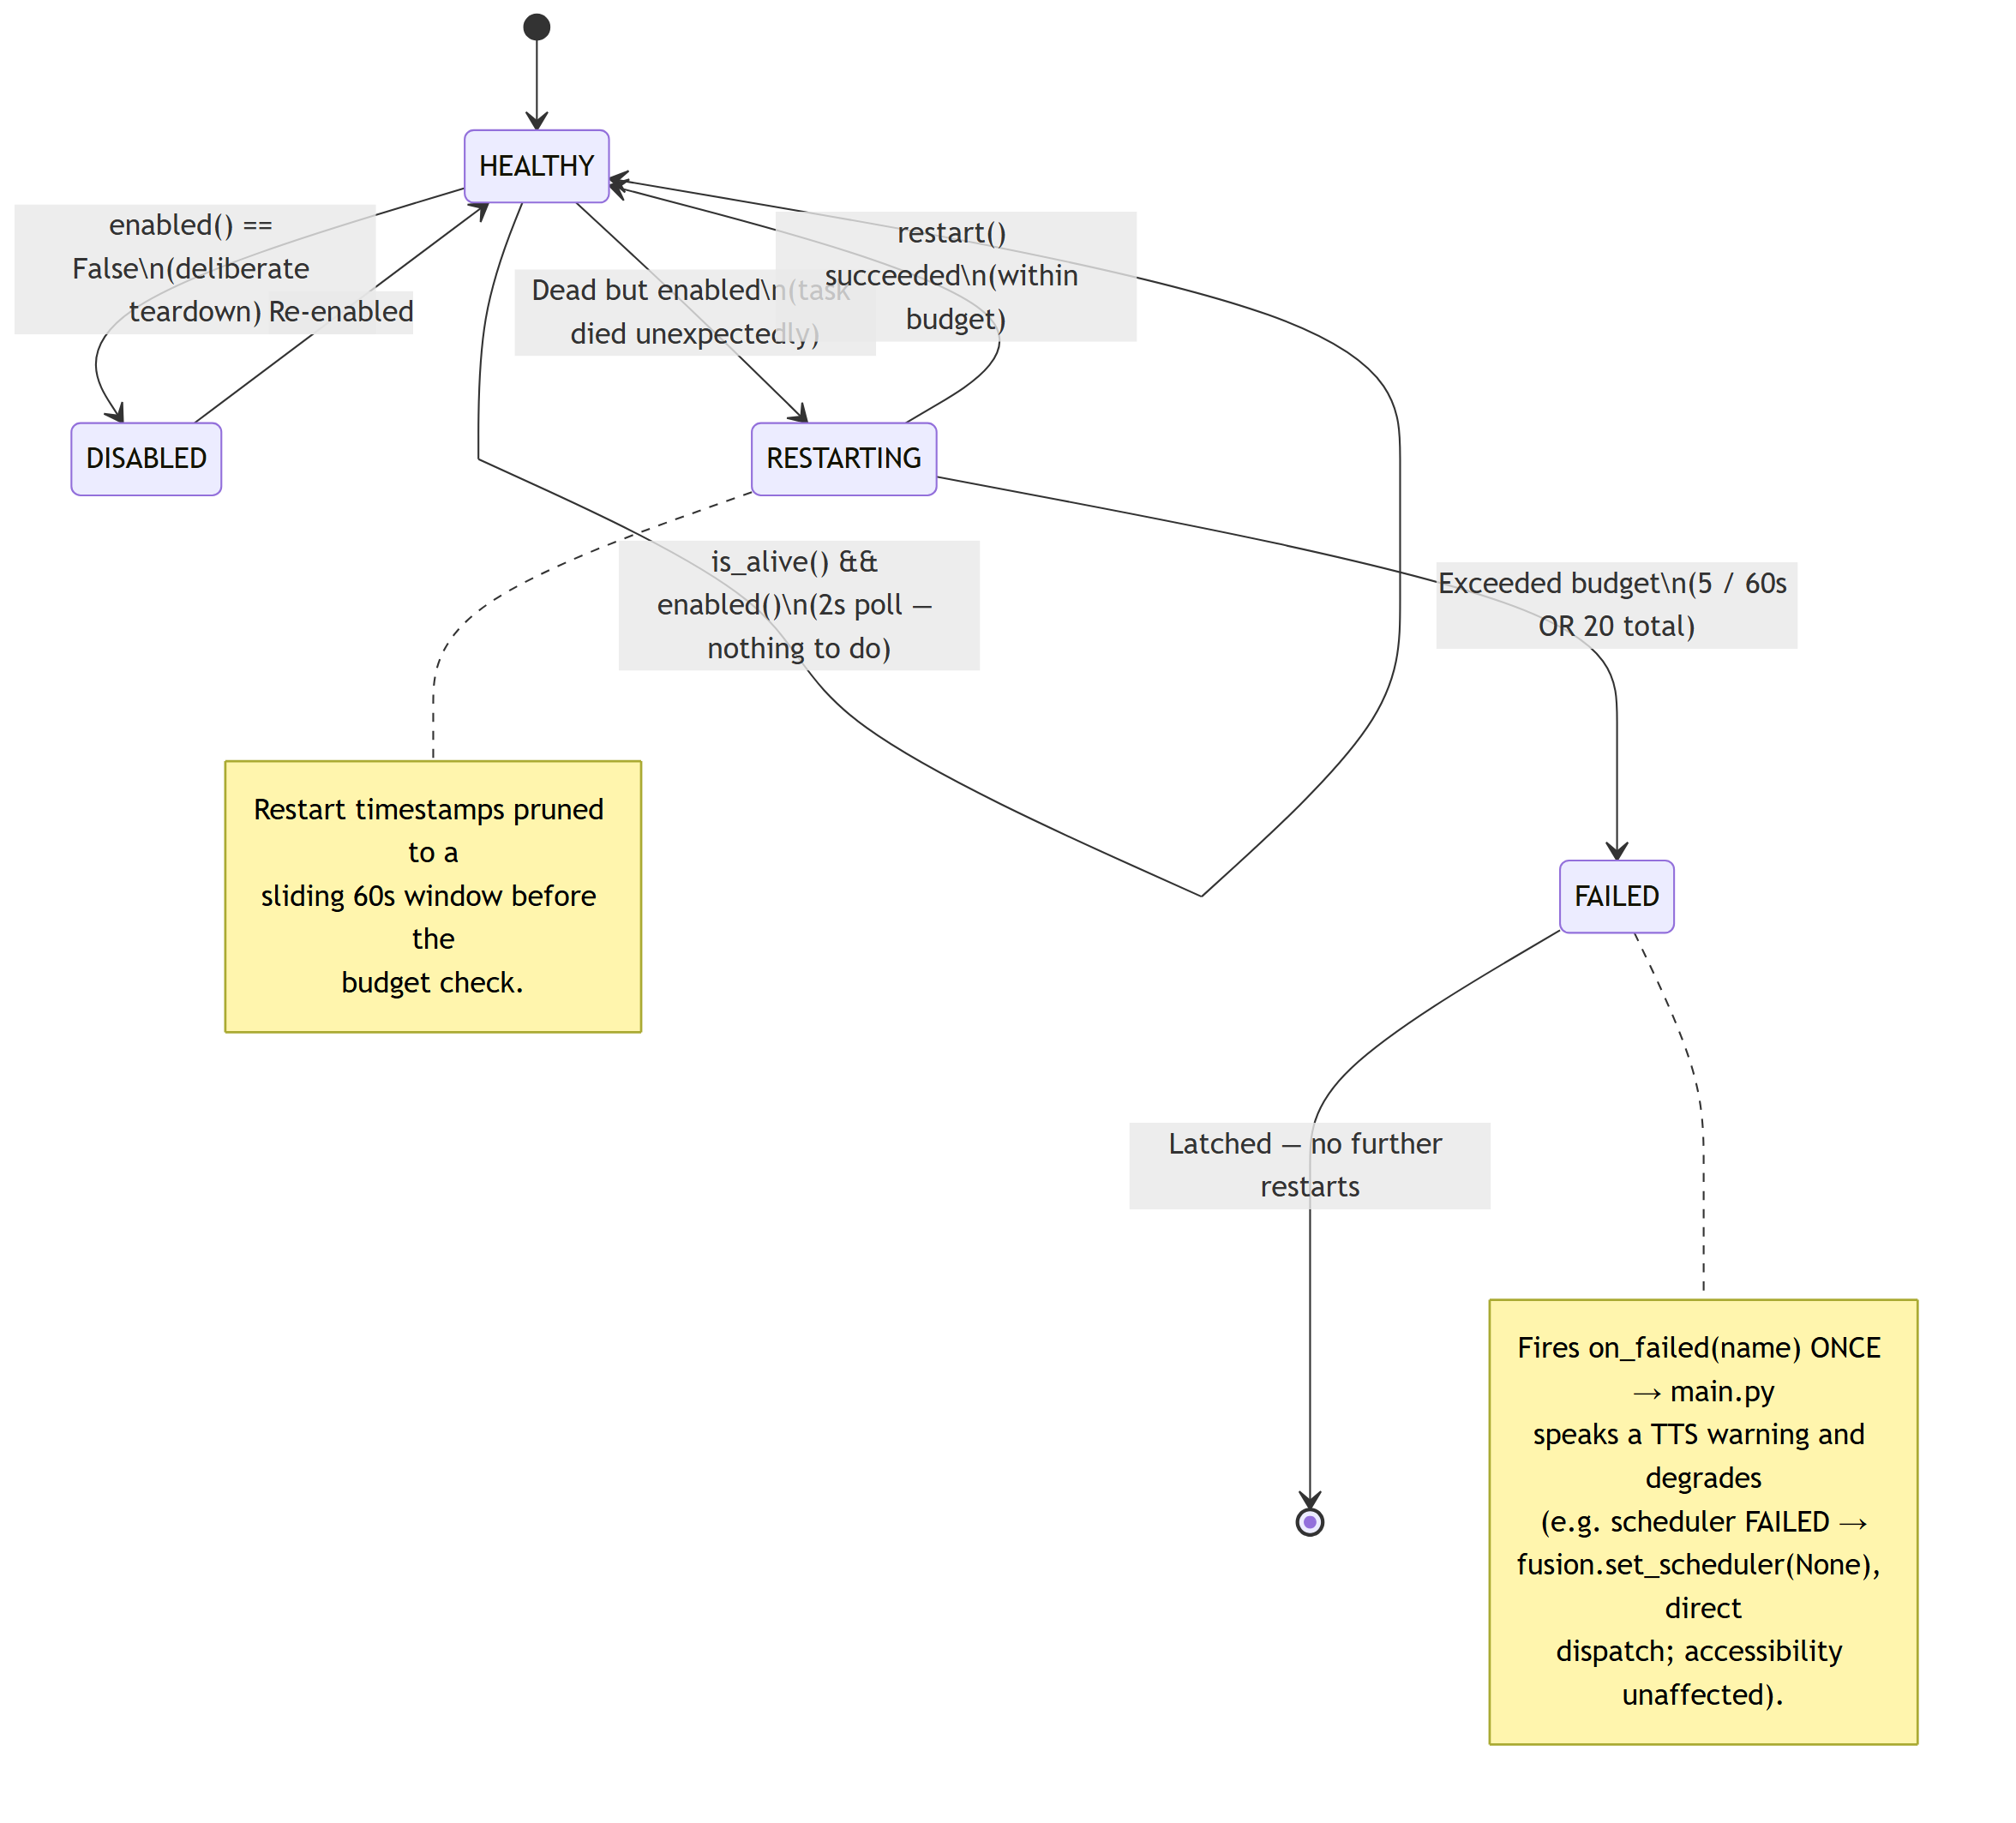 HEALTHY
enabled() ==
False\n(deliberate
teardown)
Re-enabled
Dead but enabled\n(task
died unexpectedly)
restart()
succeeded\n(within
budget)
DISABLED
RESTARTING
is_alive() &&
enabled()\n(2s poll —
nothing to do)
Exceeded budget\n(5 / 60s
OR 20 total)
Restart timestamps pruned
to a
sliding 60s window before
the
budget check.
FAILED
Latched — no further
restarts
Fires on_failed(name) ONCE
→ main.py
speaks a TTS warning and
degrades
(e.g. scheduler FAILED →
fusion.set_scheduler(None),
direct
dispatch; accessibility
unaffected).